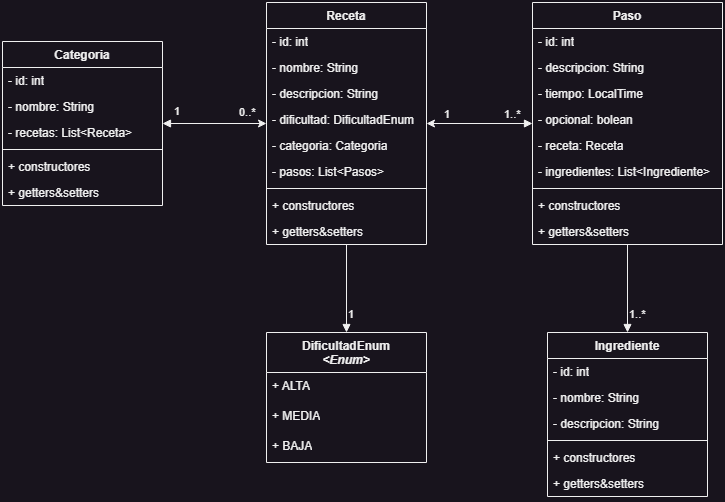 Categoria
- id: int
- nombre: String
- recetas: List<Receta>
+ constructores
+ getters&setters
1
0..*
Receta
- id: int
- nombre: String
- descripcion: String
- dificultad: DificultadEnum
- categoria: Categoria
- pasos: List<Pasos>
+ constructores
+ getters&setters
1
1..*
Paso
- id: int
- descripcion: String
- tiempo: LocalTime
- opcional: bolean
- receta: Receta
- ingredientes: List<Ingrediente>
+ constructores
+ getters&setters
1
DificultadEnum
<Enum>
+ ALTA
+ MEDIA
+ BAJA
1..*
Ingrediente
- id: int
- nombre: String
- descripcion: String
+ constructores
+ getters&setters